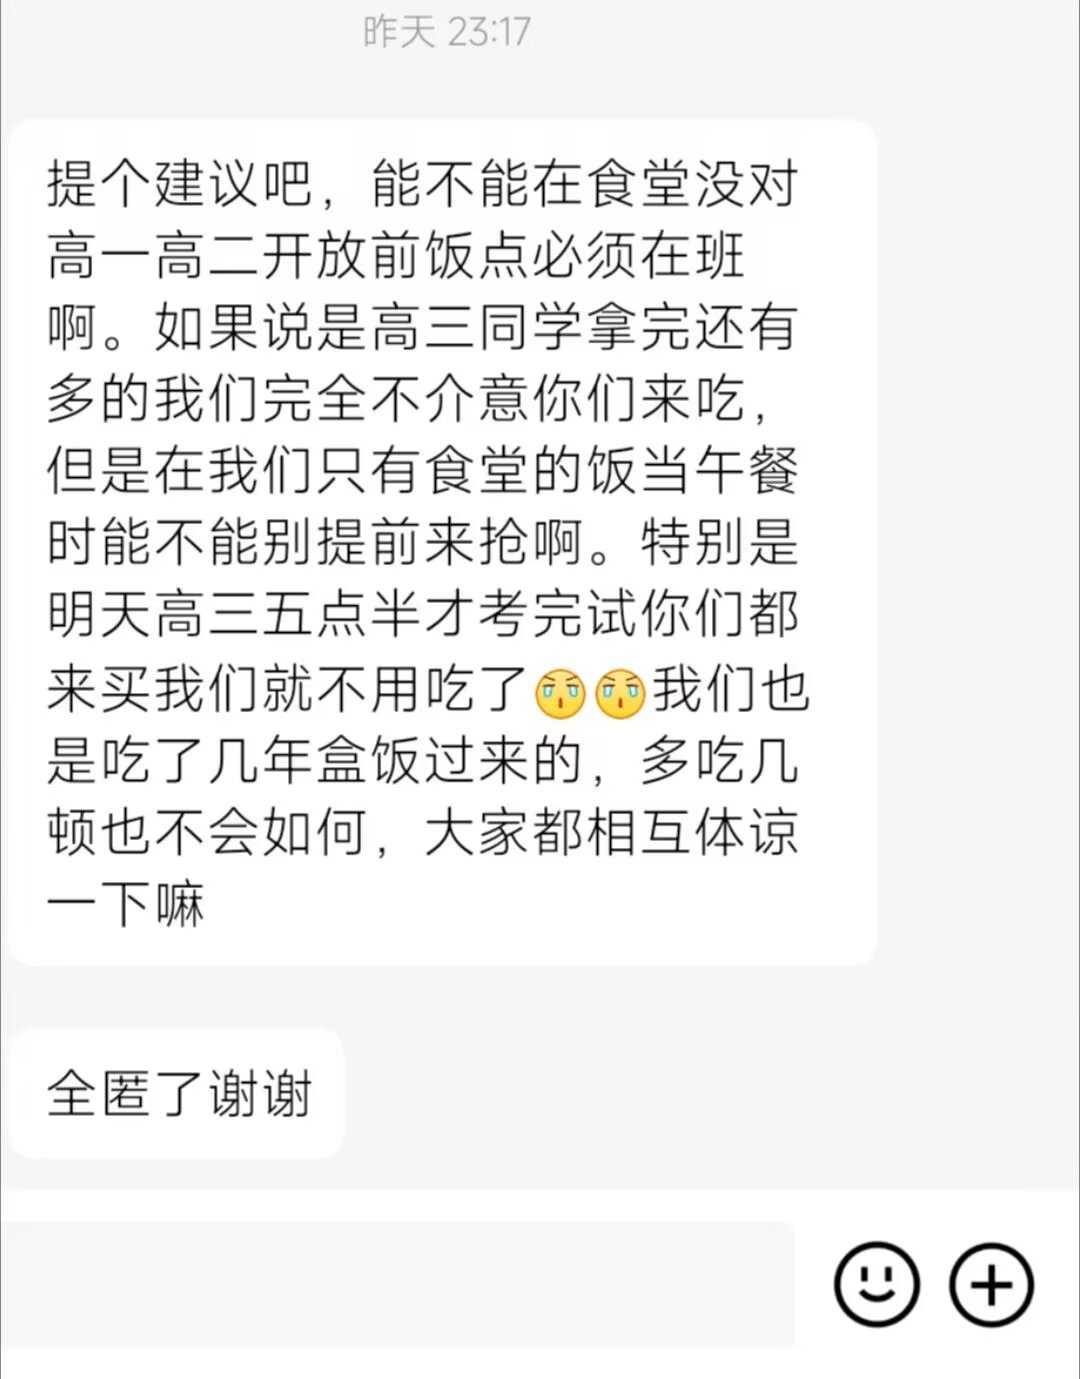 昨天 23:17
提个建议吧，能不能在食堂没对
高一高二开放前饭点必须在班
啊。如果说是高三同学拿完还有
多的我们完全不介意你们来吃，
但是在我们只有食堂的饭当午餐
时能不能别提前来抢啊。特别是
明天高三五点半才考完试你们都
来买我们就不用吃了😢😢我们也
是吃了几年盒饭过来的，多吃几
顿也不会如何，大家都相互体谅
一下嘛
全匿了谢谢